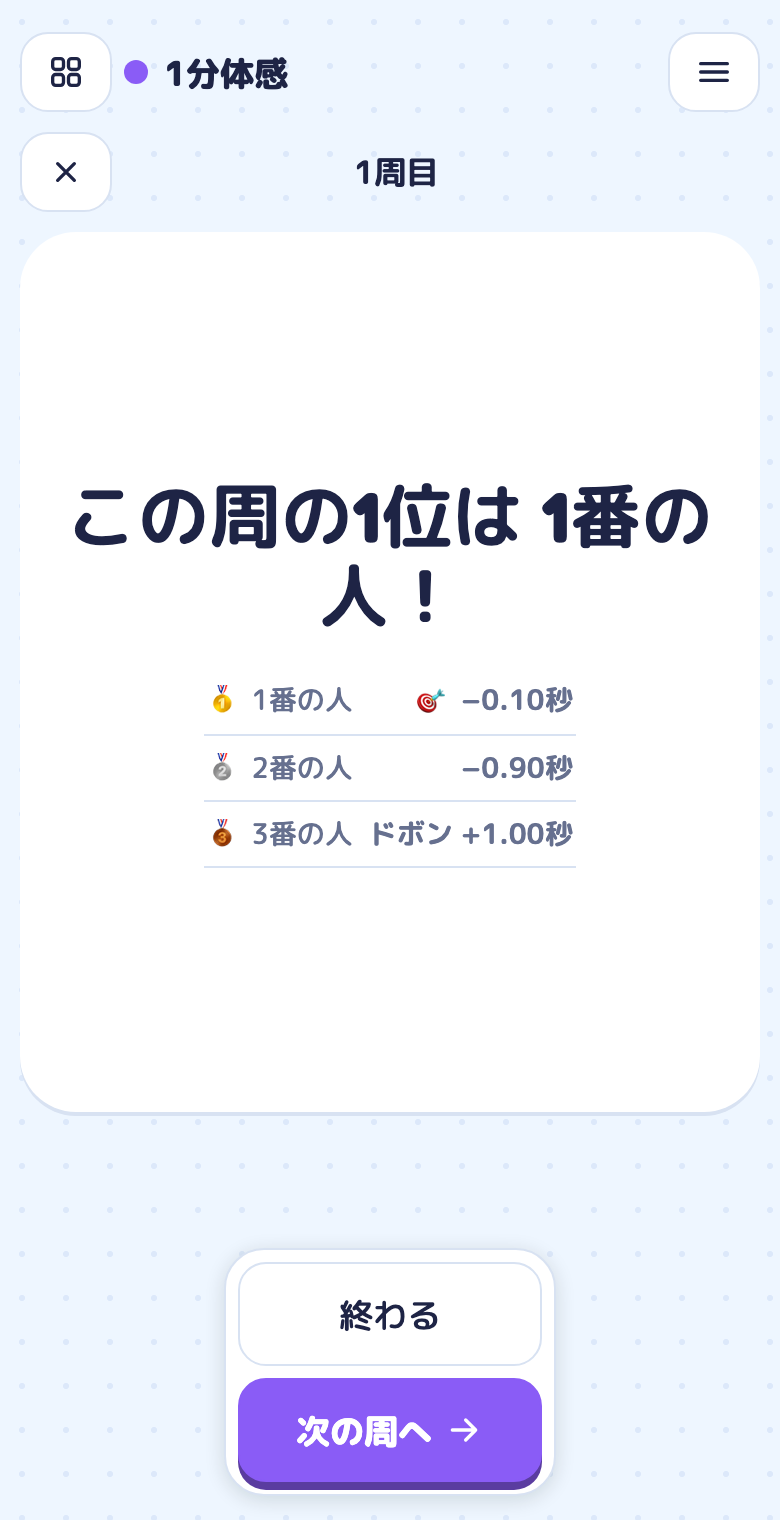 1分体感
1周目
この周の1位は 1番の
人！
1番の人 −0.10秒
2番の人 −0.90秒
3番の人 ドボン +1.00秒
終わる
次の周へ →